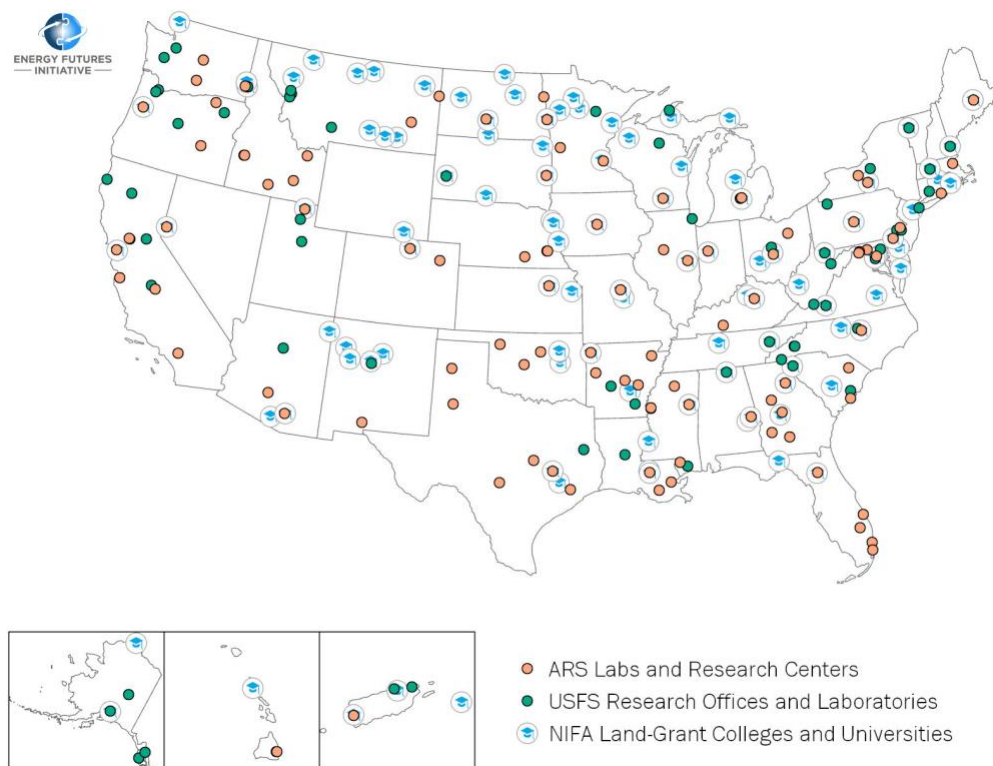 ENERGY FUTURES
INITIATIVE
ARS Labs and Research Centers
USFS Research Offices and Laboratories
NIFA Land-Grant Colleges and Universities